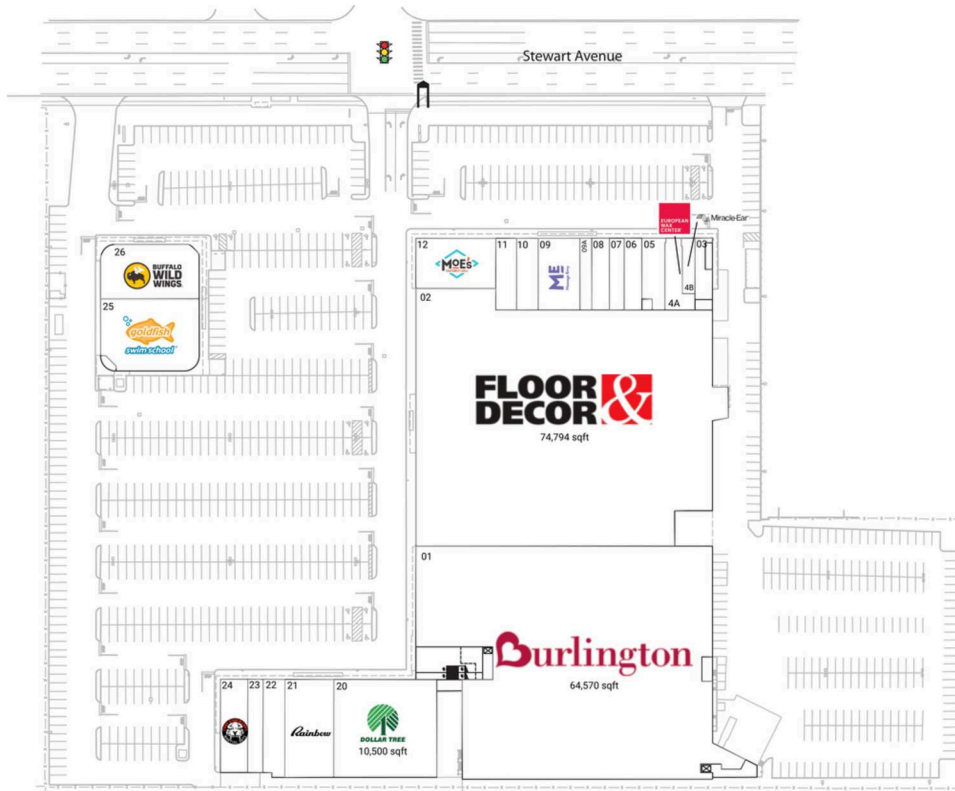 Stewart Avenue
EUROPEAN
WAX
CENTER
Miracle-Ear
26
BUFFALO
WILD
WINGS
25
goldfish
swim school
12
MOE'S
11
10
09
ME
09A
08
07
06
05
03
4B
4A
02
FLOOR &
DECOR
74,794 sqft
01
Burlington
64,570 sqft
24
23
22
21
20
Rainbow
DOLLAR TREE
10,500 sqft